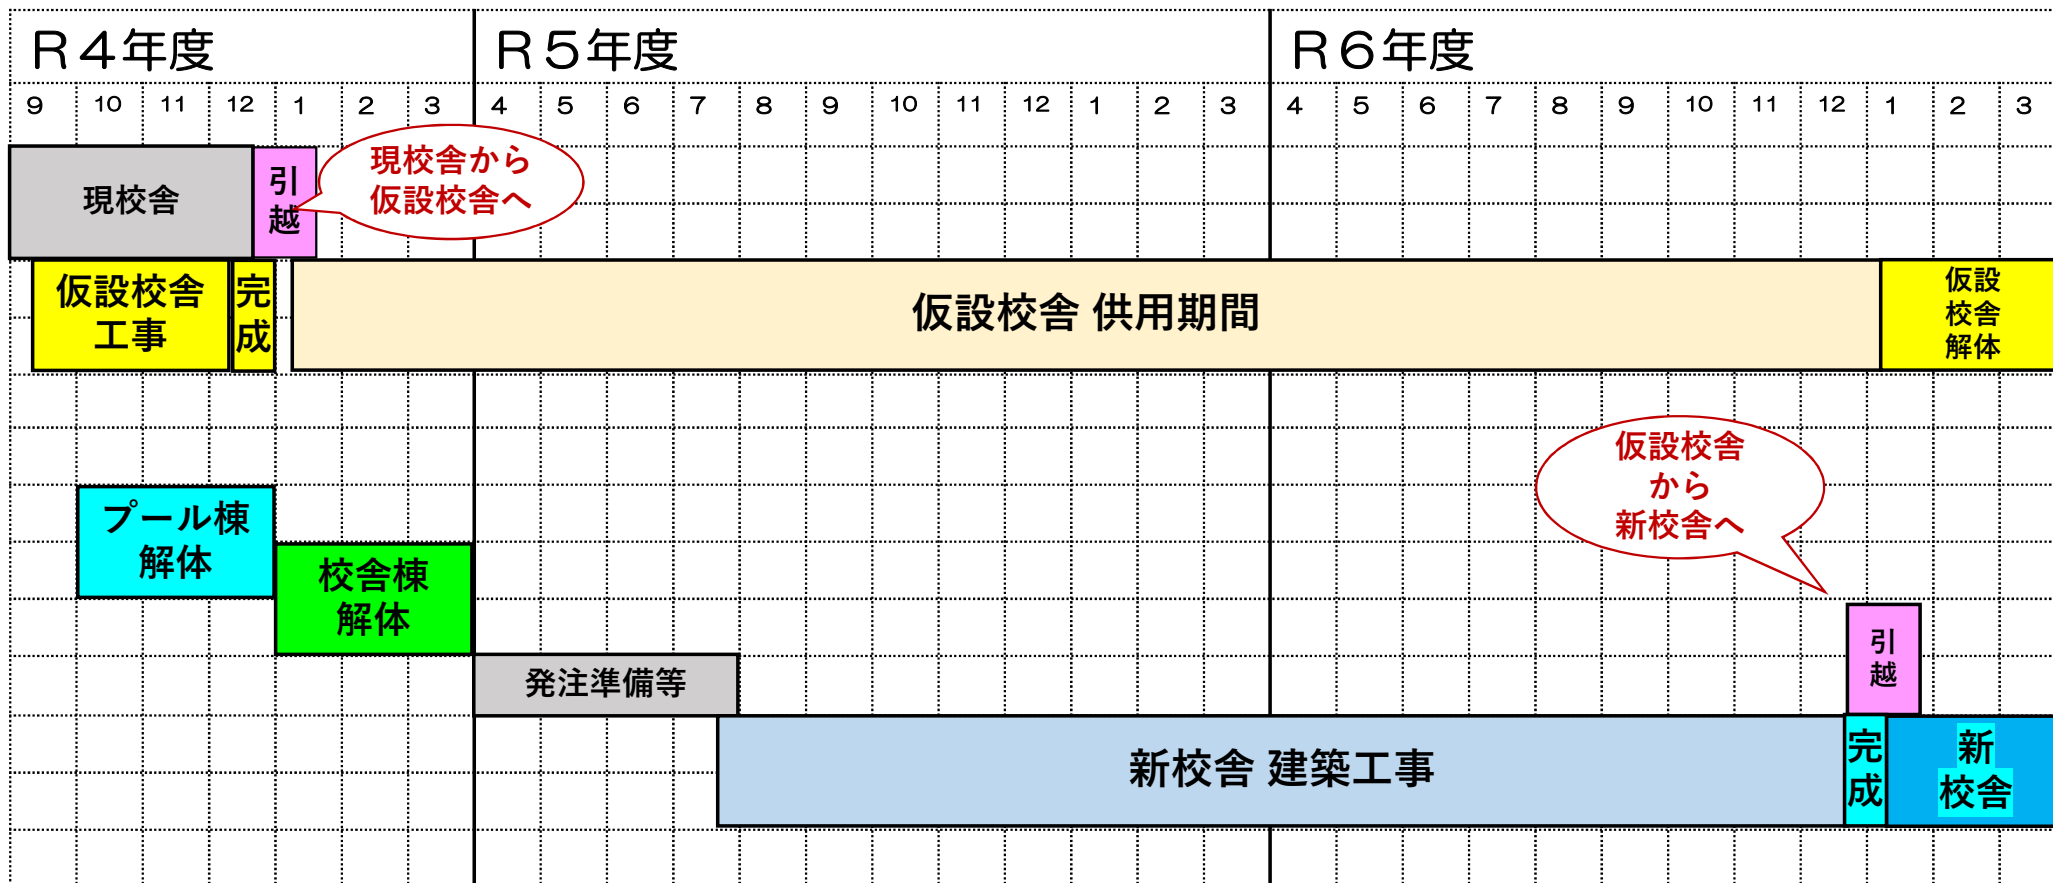 R4年度 R5年度 R6年度
9 10 11 12 1 2 3 4 5 6 7 8 9 10 11 12 1 2 3 4 5 6 7 8 9 10 11 12 1 2 3
現校舎
引
越
現校舎から
仮設校舎へ
仮設校舎
工事
完
成
仮設校舎 供用期間
仮設
校舎
解体
仮設校舎
から
新校舎へ
プール棟
解体
校舎棟
解体
引
越
発注準備等
新校舎 建築工事
完
成
新
校舎